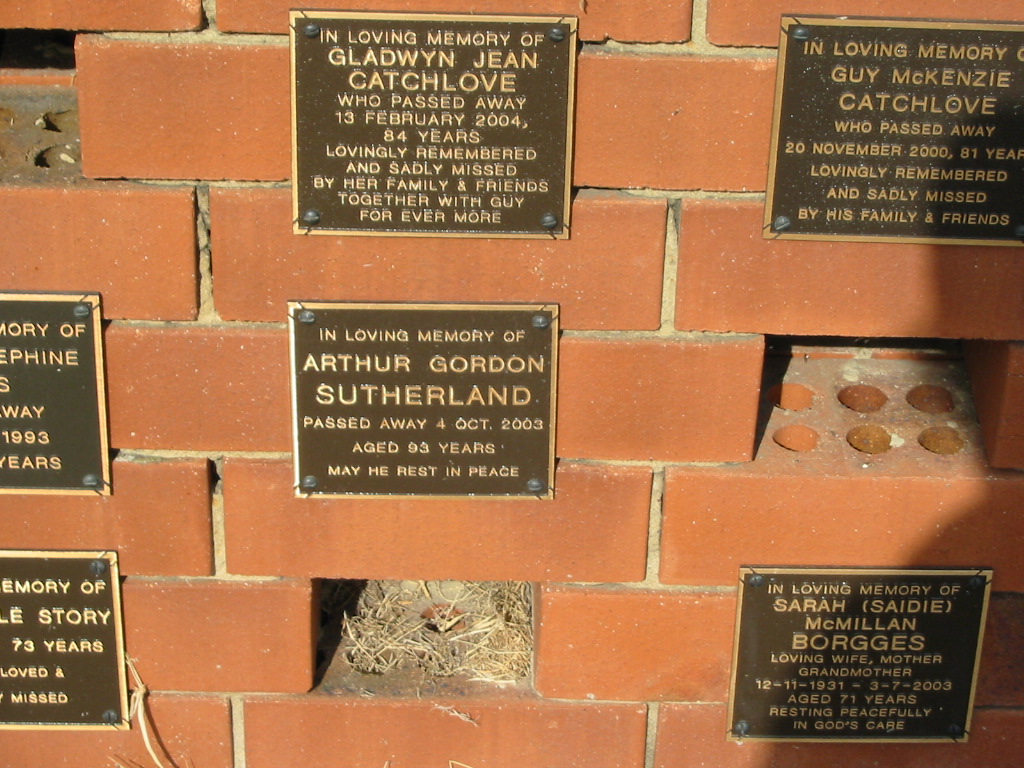 IN LOVING MEMORY OF
GLADWYN JEAN
CATCHLOVE
WHO PASSED AWAY
13 FEBRUARY 2004,
84 YEARS
LOVINGLY REMEMBERED
AND SADLY MISSED
BY HER FAMILY & FRIENDS
TOGETHER WITH GUY
FOR EVER MORE
IN LOVING MEMORY
GUY McKENZIE
CATCHLOVE
WHO PASSED AWAY
20 NOVEMBER 2000, 81 YEAR
LOVINGLY REMEMBERED
AND SADLY MISSED
BY HIS FAMILY & FRIENDS
MORY OF
EPHINE
S
WAY
1993
YEARS
IN LOVING MEMORY OF
ARTHUR GORDON
SUTHERLAND
PASSED AWAY 4 OCT. 2003
AGED 93 YEARS
MAY HE REST IN PEACE
EMORY OF
LE STORY
73 YEARS
LOVED &
Y MISSED
IN LOVING MEMORY OF
SARAH (SAIDIE)
McMILLAN
BORGGES
LOVING WIFE, MOTHER
GRANDMOTHER
12-11-1931 - 3-7-2003
AGED 71 YEARS
RESTING PEACEFULLY
IN GOD'S CARE